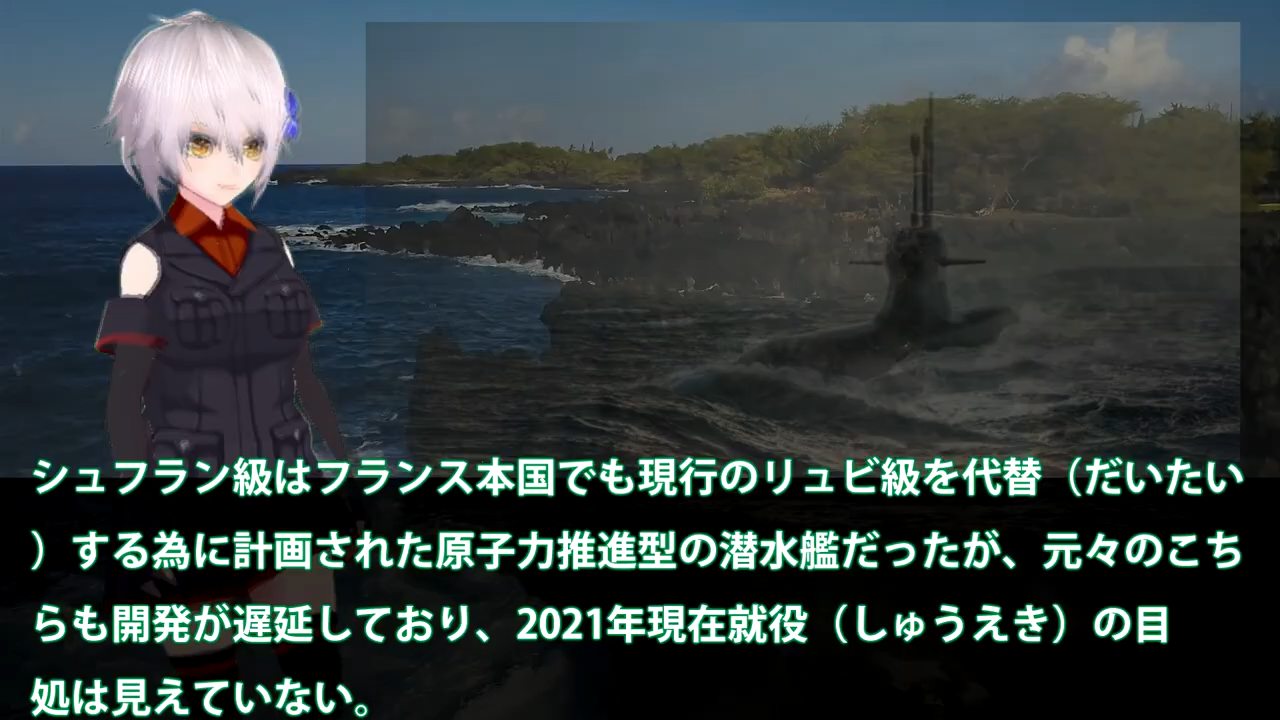 シュフラン級はフランス本国でも現行のリュビ級を代替（だいたい
）する為に計画された原子力推進型の潜水艦だったが、元々のこち
らも開発が遅延しており、2021年現在就役（しゅうえき）の目
処は見えていない。